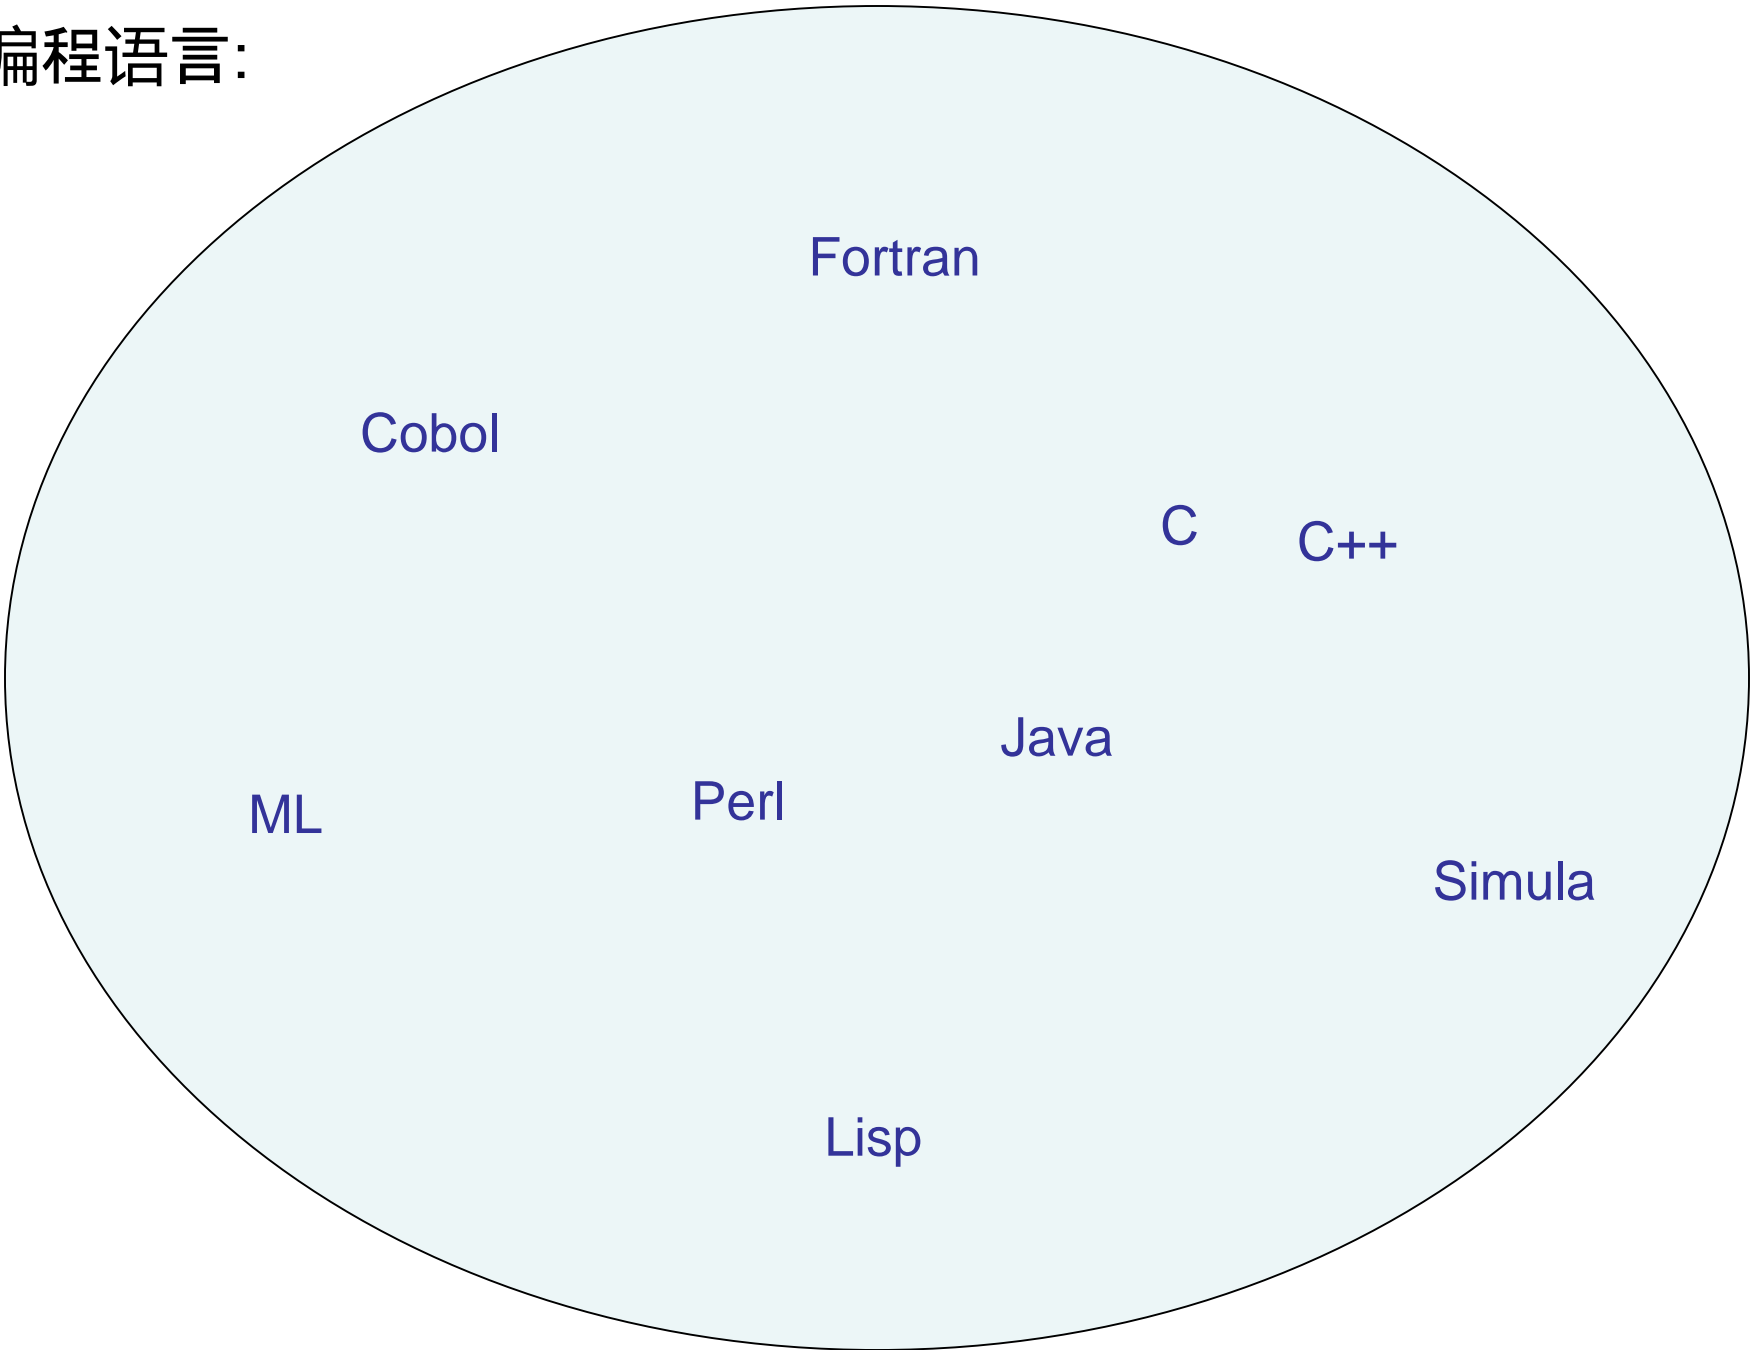 编程语言:
Fortran
Cobol
C
C++
Java
Perl
ML
Simula
Lisp